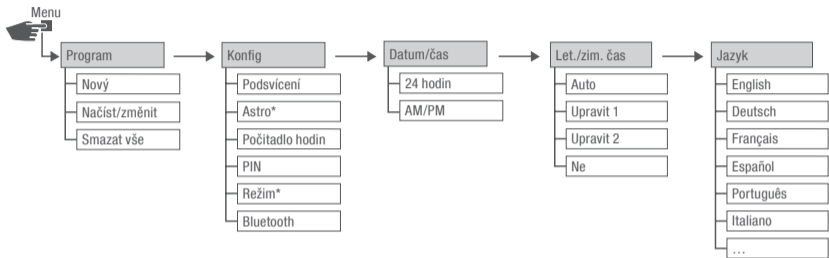 Menu
Program
Nový
Načíst/změnit
Smazat vše
Konfig
Podsvícení
Astro*
Počitadlo hodin
PIN
Režim*
Bluetooth
Datum/čas
24 hodin
AM/PM
Let./zim. čas
Auto
Upravit 1
Upravit 2
Ne
Jazyk
English
Deutsch
Français
Español
Português
Italiano
…